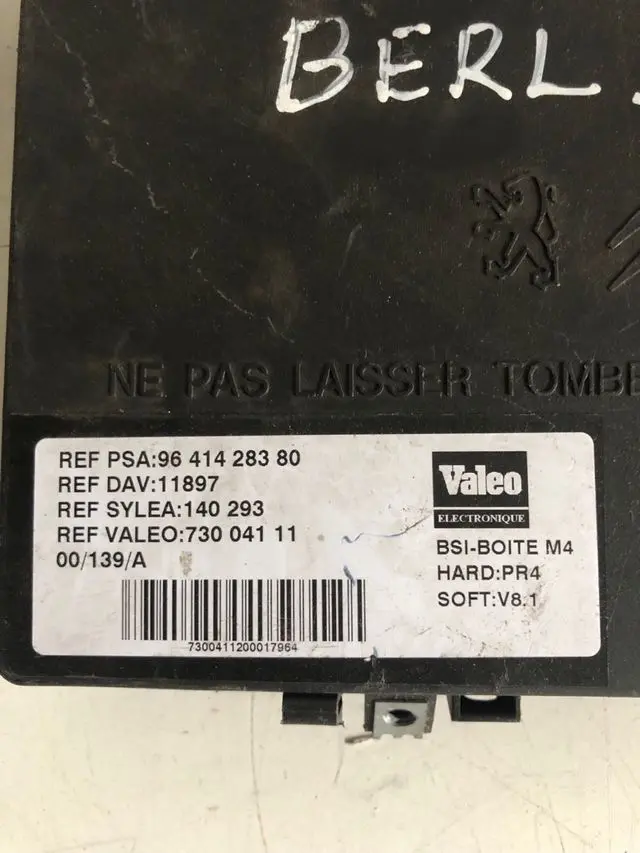 BERL
NE PAS LAISSER TOMBE
REF PSA:96 414 283 80
REF DAV:11897
REF SYLEA:140 293
REF VALEO:730 041 11
00/139/A
7300411200017964
Valeo
ELECTRONIQUE
BSI-BOITE M4
HARD:PR4
SOFT:V8.1